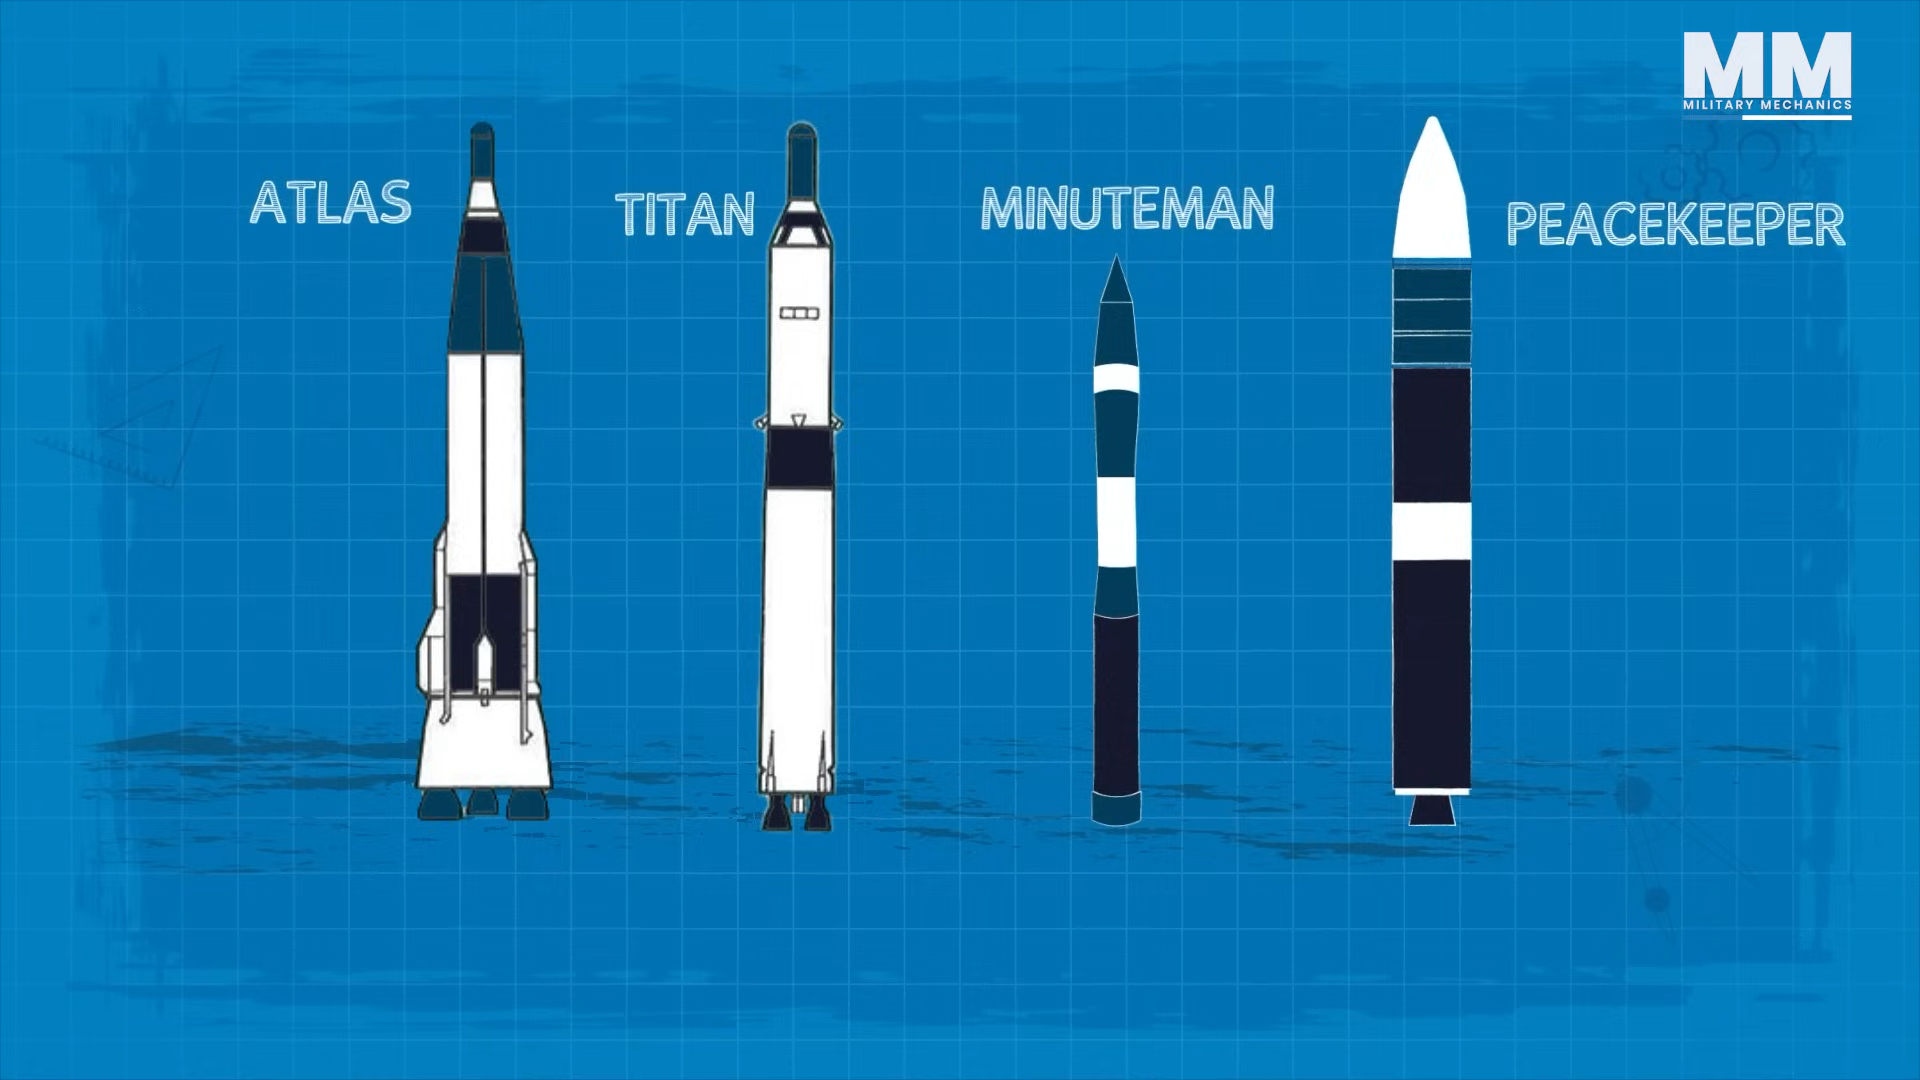 MM
MILITARY MECHANICS
ATLAS
TITAN
MINUTEMAN
PEACEKEEPER